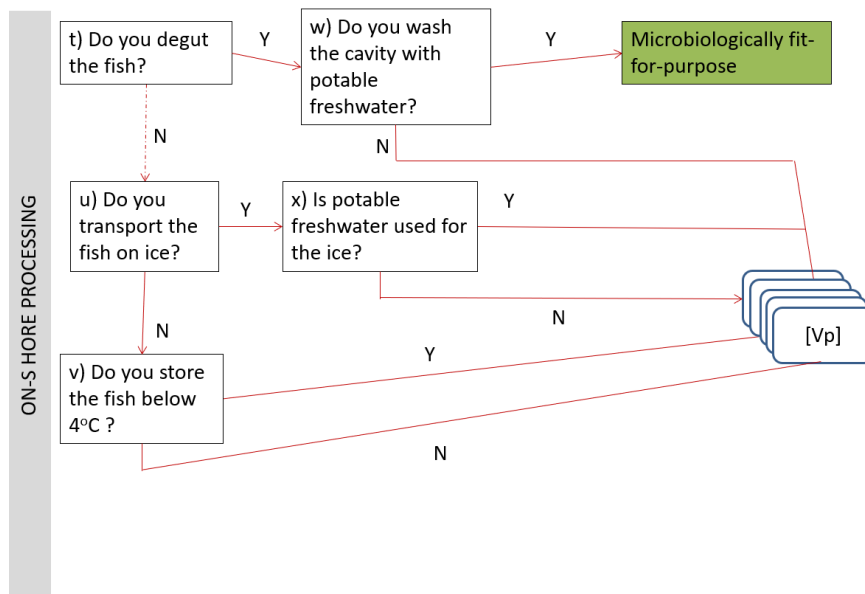 t) Do you degut
the fish?
Y
w) Do you wash
the cavity with
potable
freshwater?
Y
Microbiologically fit-
for-purpose
N
N
u) Do you
transport the
fish on ice?
Y
x) Is potable
freshwater used for
the ice?
Y
N
N
[Vp]
v) Do you store
the fish below
4°C ?
Y
N
ON-S HORE PROCESSING